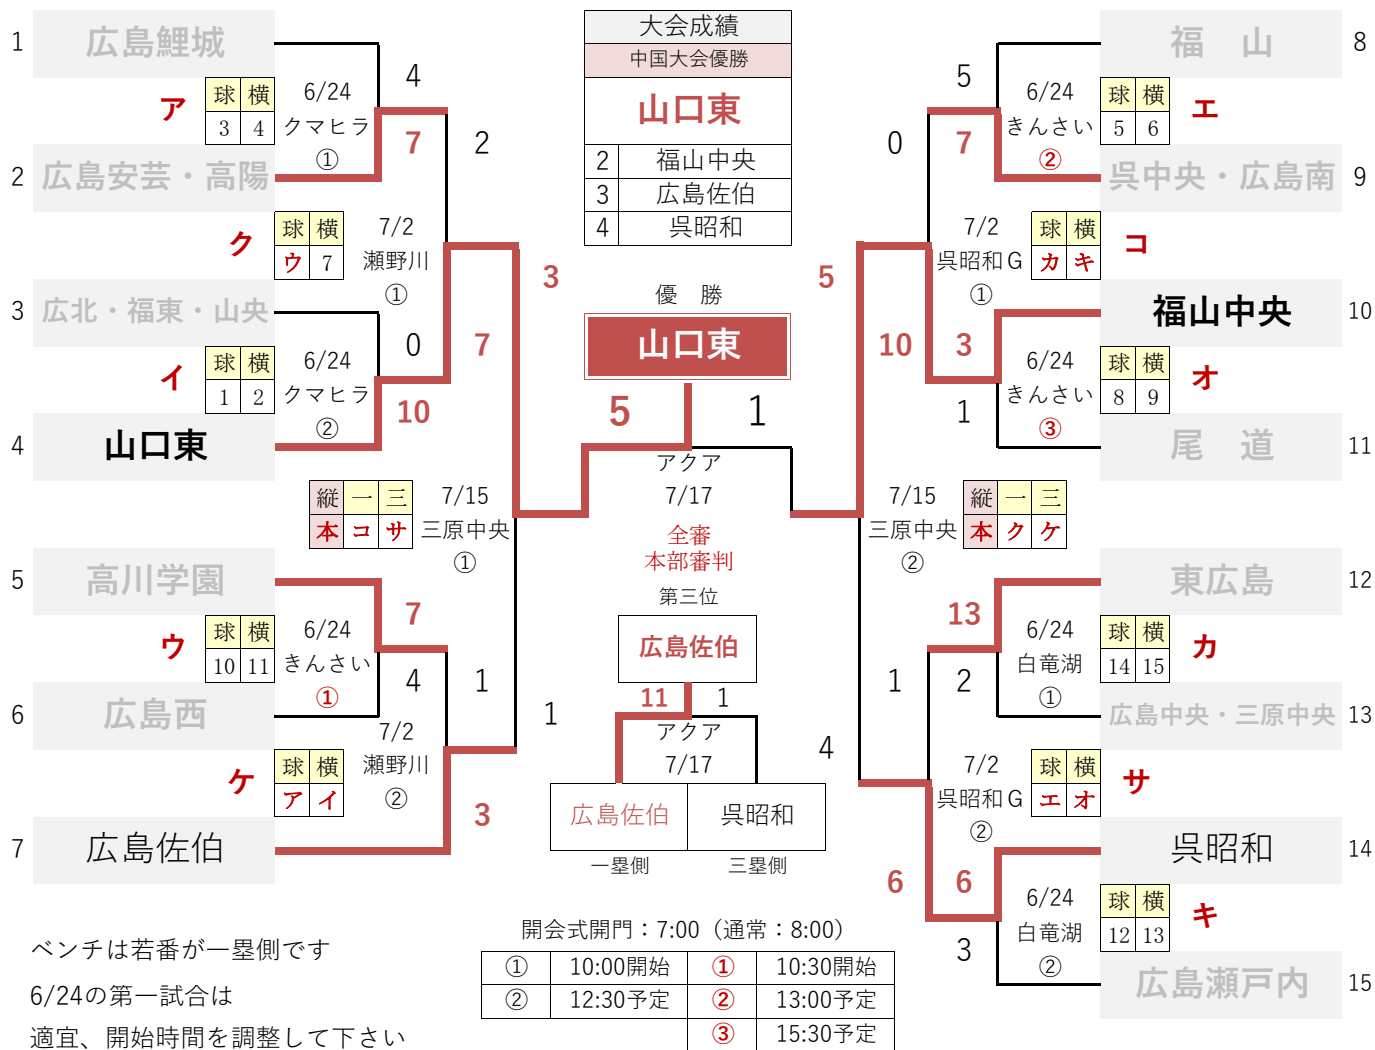 大会成績
中国大会優勝
山口東
2 福山中央
3 広島佐伯
4 呉昭和
優 勝
山口東
5 1
アクア
7/17
全審
本部審判
第三位
広島佐伯
11 1
アクア
7/17
広島佐伯 呉昭和
一塁側 三塁側
1 広島鯉城
4
ア 球 横 6/24
3 4 クマヒラ
①
7
2 広島安芸・高陽
2
ク 球 横 7/2
ウ 7 瀬野川
①
3 広北・福東・山央
0
7
イ 球 横 6/24
1 2 クマヒラ
②
10
4 山口東
3
縦 一 三 7/15
本 コ サ 三原中央
①
5 高川学園
7
ウ 球 横 6/24
10 11 きんさい
①
4
1
6 広島西
ケ 球 横 7/2
ア イ 瀬野川
②
1
3
7 広島佐伯
福 山 8
5
6/24 球 横 エ
きんさい 5 6
②
7
0
呉中央・広島南 9
7/2 球 横 コ
呉昭和G カ キ
①
5
福山中央 10
10
3
6/24 球 横 オ
きんさい 8 9
③
1
尾 道 11
7/15 縦 一 三
三原中央 本 ク ケ
②
東広島 12
13
6/24 球 横 カ
白竜湖 14 15
①
2
1
広島中央・三原中央 13
4
7/2 球 横 サ
呉昭和G エ オ
②
呉昭和 14
6
6
6/24 球 横 キ
白竜湖 12 13
②
3
広島瀬戸内 15
ベンチは若番が一塁側です
6/24の第一試合は
適宜、開始時間を調整して下さい
開会式開門：7:00（通常：8:00）
① 10:00開始 ① 10:30開始
② 12:30予定 ② 13:00予定
③ 15:30予定